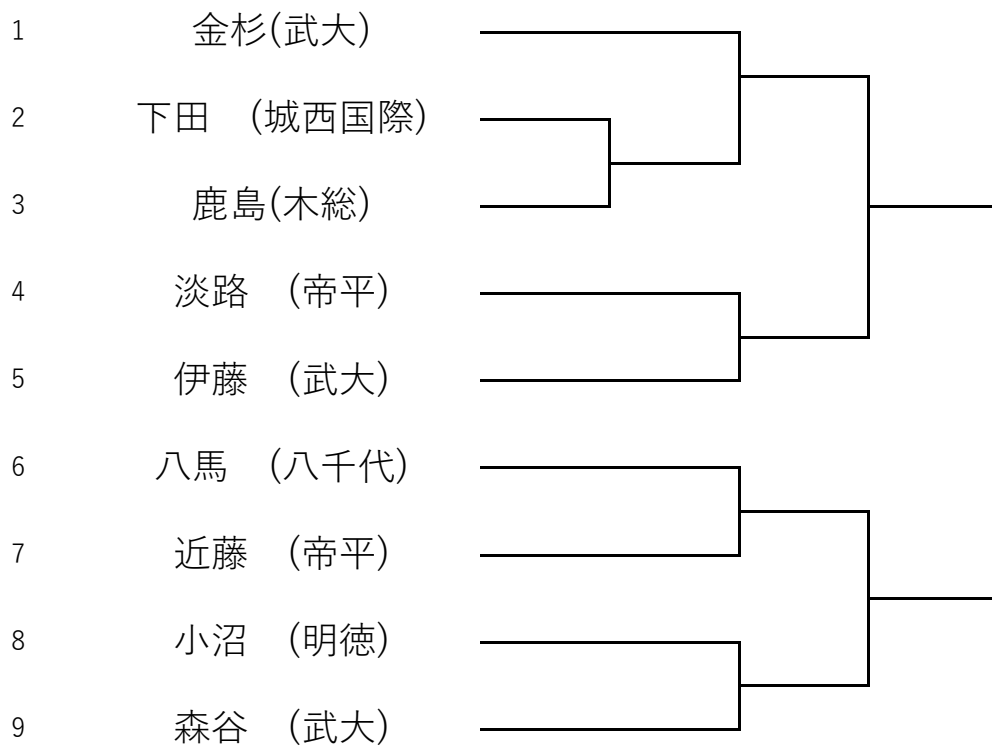 1 金杉(武大)
2 下田　(城西国際)
3 鹿島(木総)
4 淡路　(帝平)
5 伊藤　(武大)
6 八馬　(八千代)
7 近藤　(帝平)
8 小沼　(明徳)
9 森谷　(武大)